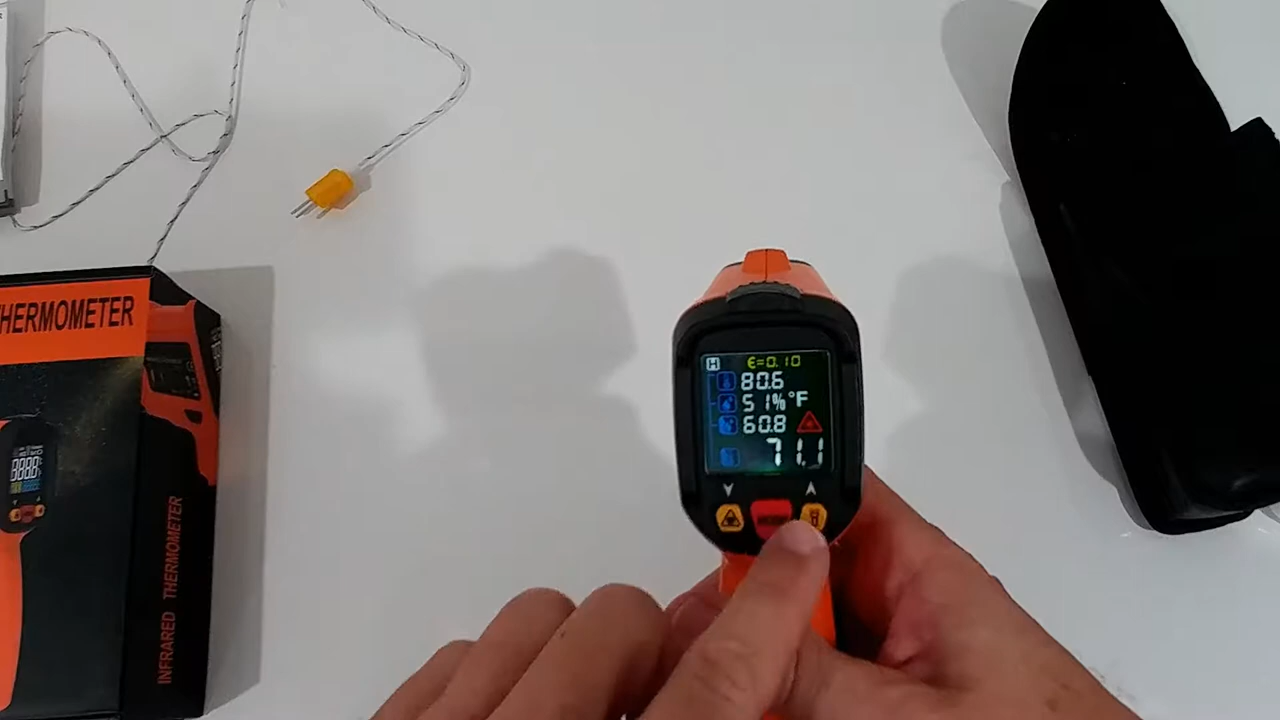 THERMOMETER
INFRARED THERMOMETER
H E=0.10
80.6
51% °F
60.8
71.1